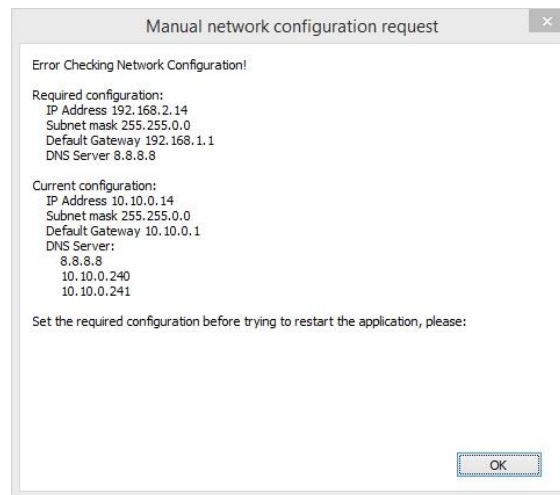 Manual network configuration request
Error Checking Network Configuration!
Required configuration:
IP Address 192.168.2.14
Subnet mask 255.255.0.0
Default Gateway 192.168.1.1
DNS Server 8.8.8.8
Current configuration:
IP Address 10.10.0.14
Subnet mask 255.255.0.0
Default Gateway 10.10.0.1
DNS Server:
8.8.8.8
10.10.0.240
10.10.0.241
Set the required configuration before trying to restart the application, please:
OK